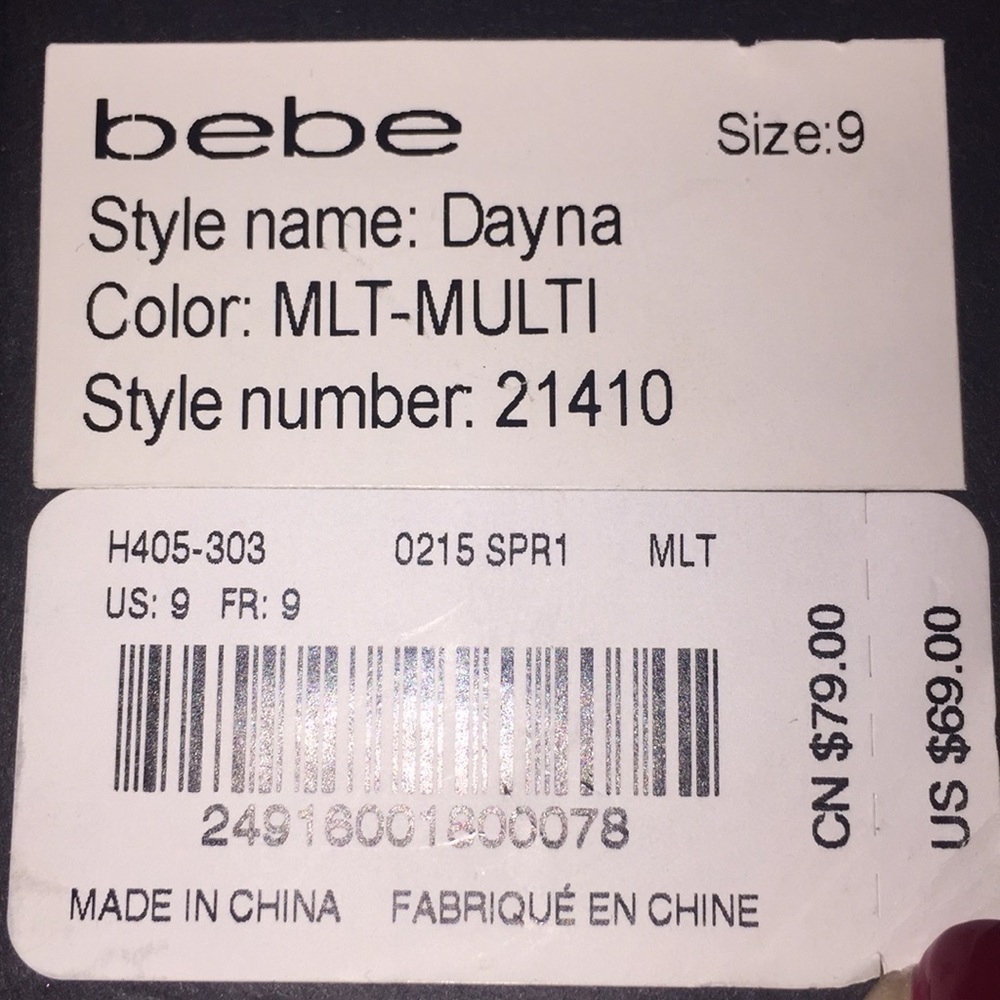 bebe Size:9
Style name: Dayna
Color: MLT-MULTI
Style number: 21410
H405-303 0215 SPR1 MLT
US: 9 FR: 9
24916001800078
MADE IN CHINA FABRIQUÉ EN CHINE
CN $79.00
US $69.00